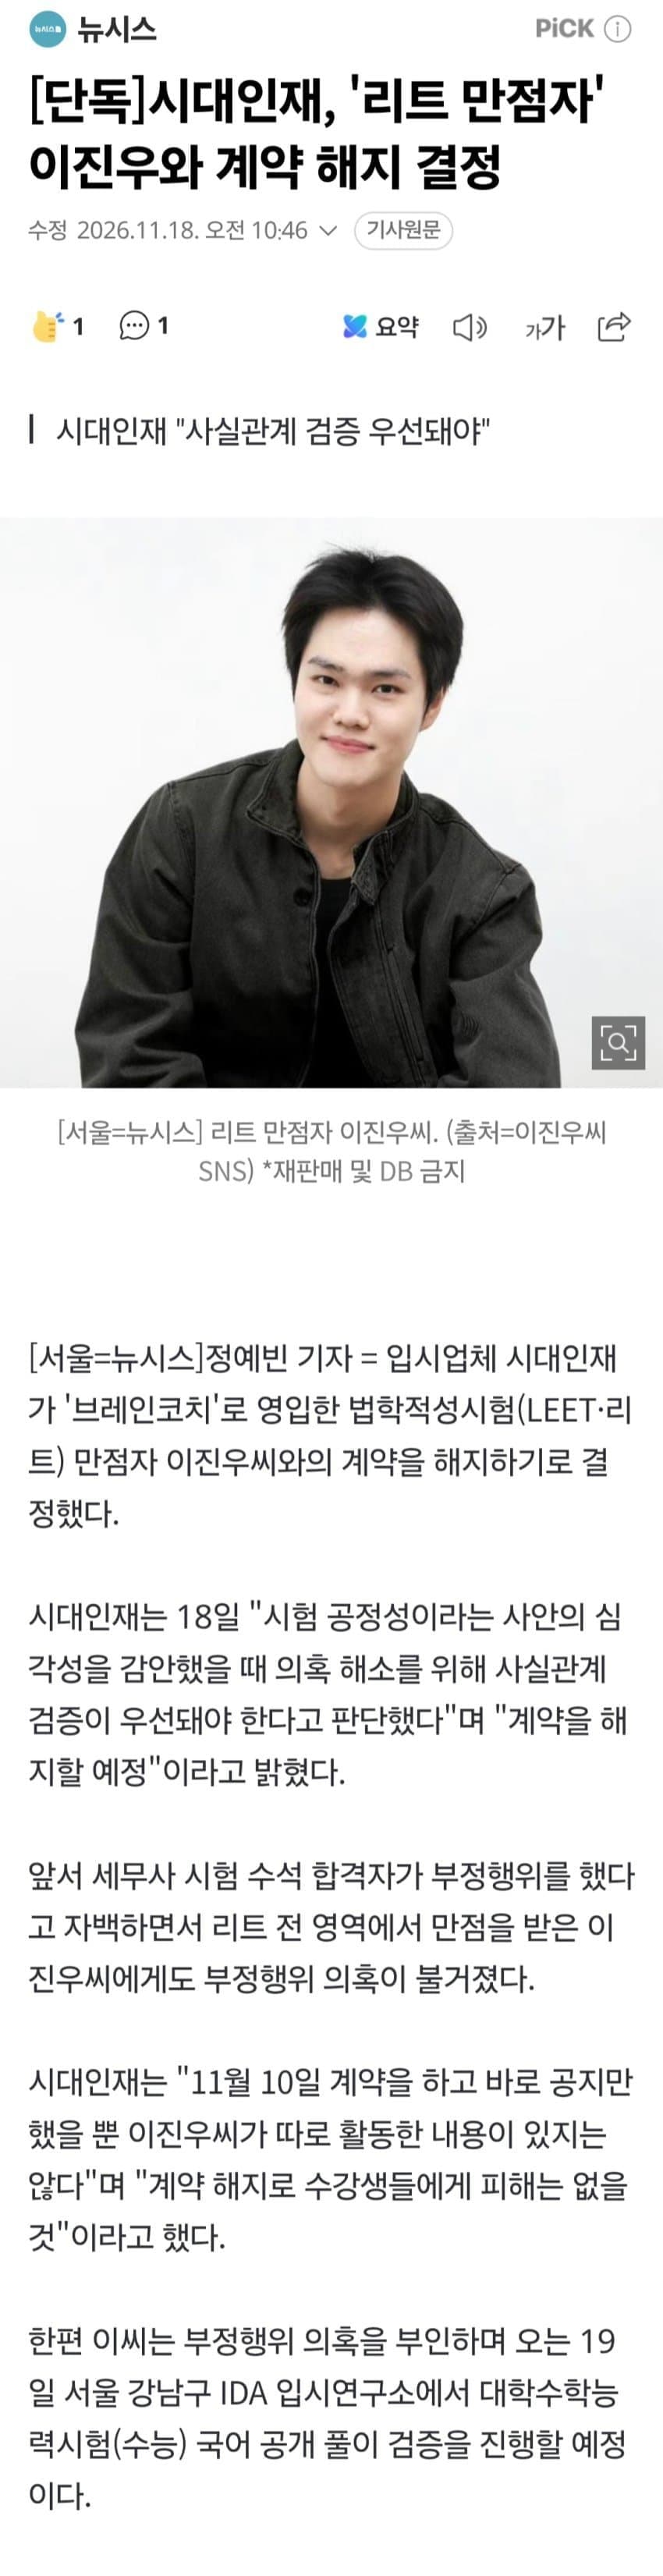 뉴시스
PiCK
[단독]시대인재, '리트 만점자'
이진우와 계약 해지 결정
수정 2026.11.18. 오전 10:46
기사원문
1
1
요약
가가
시대인재 "사실관계 검증 우선돼야"
[서울=뉴시스] 리트 만점자 이진우씨. (출처=이진우씨
SNS) *재판매 및 DB 금지
[서울=뉴시스]정예빈 기자 = 입시업체 시대인재
가 '브레인코치'로 영입한 법학적성시험(LEET·리
트) 만점자 이진우씨와의 계약을 해지하기로 결
정했다.
시대인재는 18일 "시험 공정성이라는 사안의 심
각성을 감안했을 때 의혹 해소를 위해 사실관계
검증이 우선돼야 한다고 판단했다"며 "계약을 해
지할 예정"이라고 밝혔다.
앞서 세무사 시험 수석 합격자가 부정행위를 했다
고 자백하면서 리트 전 영역에서 만점을 받은 이
진우씨에게도 부정행위 의혹이 불거졌다.
시대인재는 "11월 10일 계약을 하고 바로 공지만
했을 뿐 이진우씨가 따로 활동한 내용이 있지는
않다"며 "계약 해지로 수강생들에게 피해는 없을
것"이라고 했다.
한편 이씨는 부정행위 의혹을 부인하며 오는 19
일 서울 강남구 IDA 입시연구소에서 대학수학능
력시험(수능) 국어 공개 풀이 검증을 진행할 예정
이다.